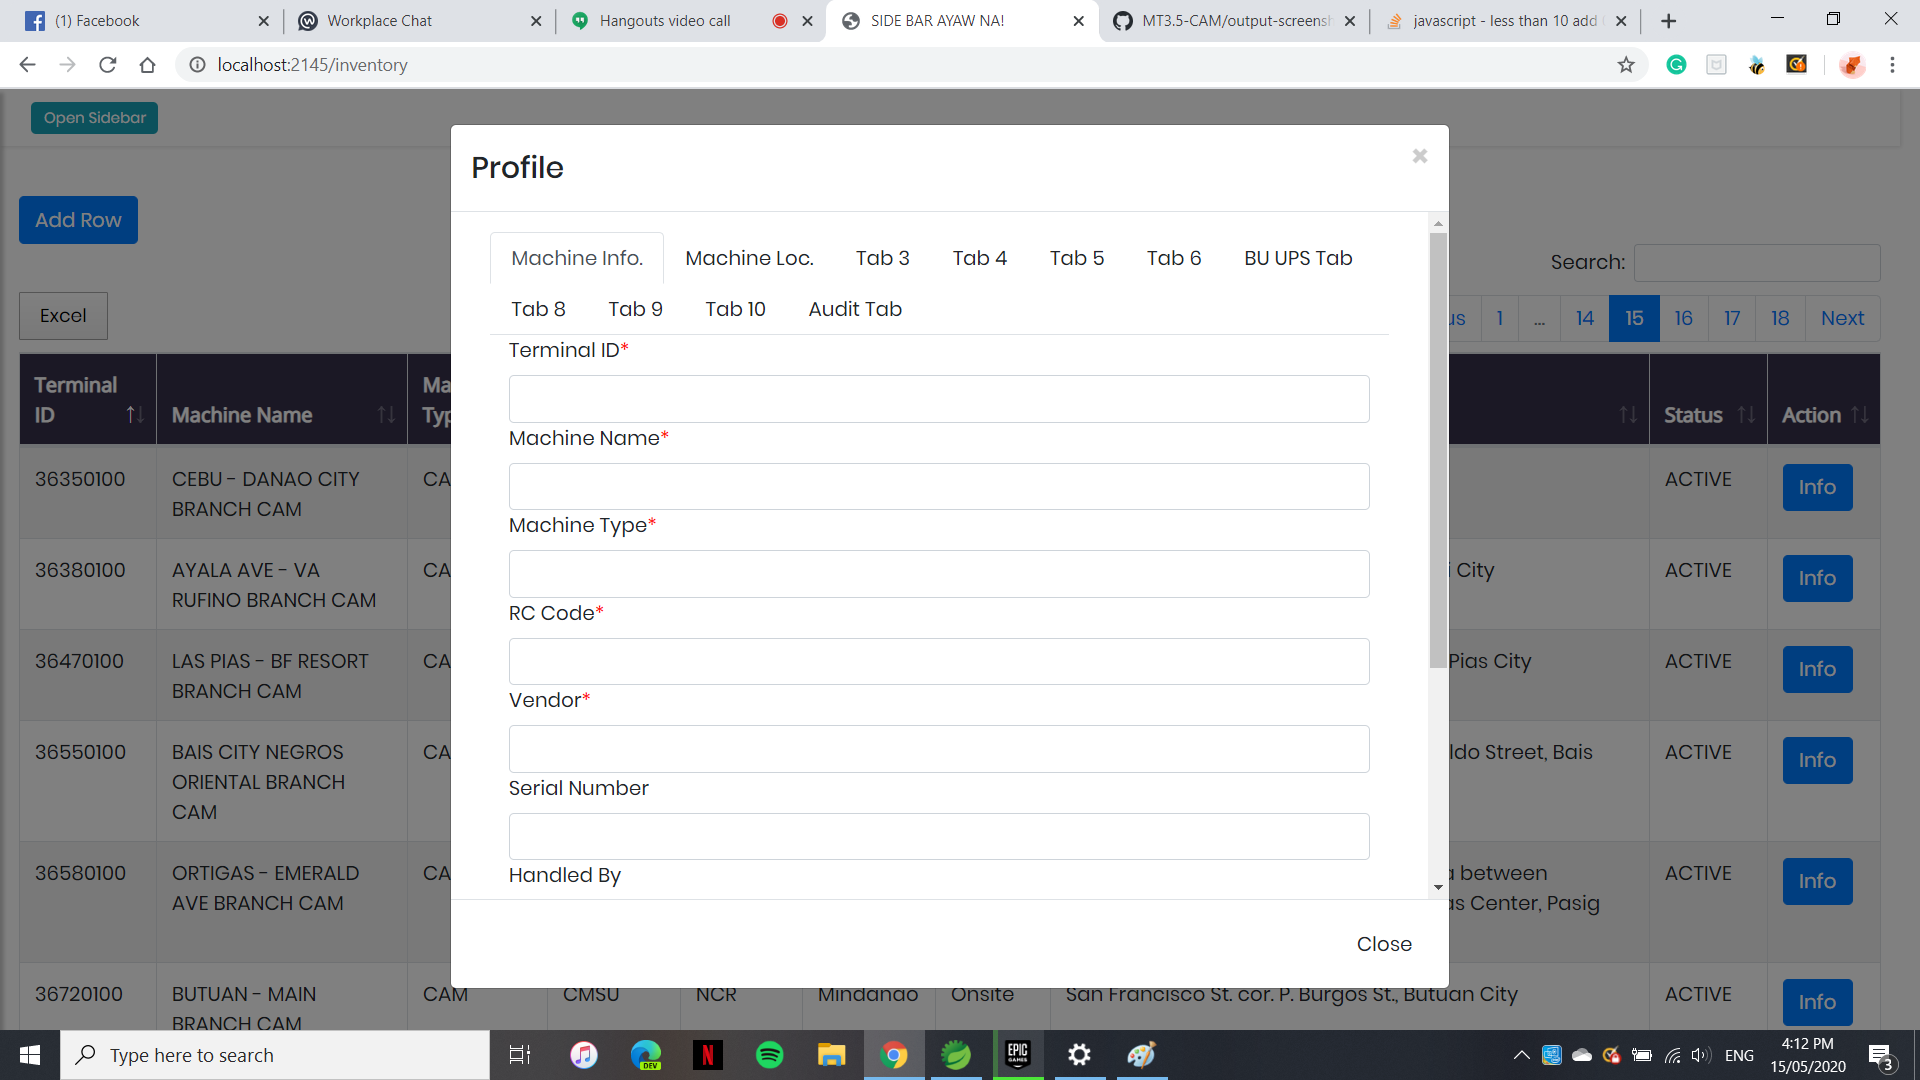 (1) Facebook
Workplace Chat
Hangouts video call
SIDE BAR AYAW NA!
MT3.5-CAM/output-screensh
javascript - less than 10 add
localhost:2145/inventory
Open Sidebar
Profile
×
Add Row
Machine Info.
Machine Loc.
Tab 3
Tab 4
Tab 5
Tab 6
BU UPS Tab
Search:
Tab 8
Tab 9
Tab 10
Audit Tab
Excel
us
1
...
14
15
16
17
18
Next
Terminal ID*
Terminal
ID
Machine Name
Ma
Typ
Status
Action
Machine Name*
36350100
CEBU - DANAO CITY
BRANCH CAM
CA
ACTIVE
Info
Machine Type*
36380100
AYALA AVE - VA
RUFINO BRANCH CAM
CA
i City
ACTIVE
Info
RC Code*
36470100
LAS PIAS - BF RESORT
BRANCH CAM
CA
Pias City
ACTIVE
Info
Vendor*
36550100
BAIS CITY NEGROS
ORIENTAL BRANCH
CAM
CA
ldo Street, Bais
ACTIVE
Info
Serial Number
36580100
ORTIGAS - EMERALD
AVE BRANCH CAM
CA
a between
as Center, Pasig
ACTIVE
Info
Handled By
Close
36720100
BUTUAN - MAIN
BRANCH CAM
CAM
CMSU
NCR
Mindanao
Onsite
San Francisco St. cor. P. Burgos St., Butuan City
ACTIVE
Info
Type here to search
DEV
N
EPIC
GAMES
ENG
4:12 PM
15/05/2020
3